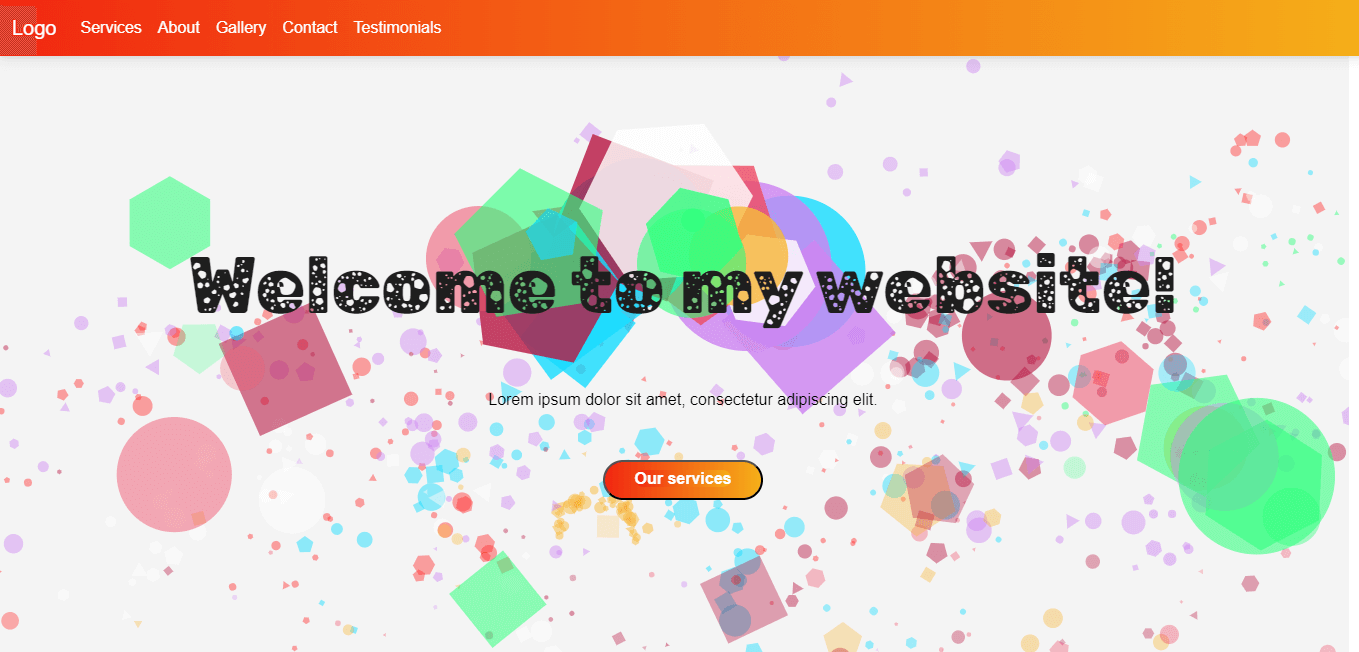 Logo Services About Gallery Contact Testimonials
Welcome to my website!
Lorem ipsum dolor sit amet, consectetur adipiscing elit.
Our services